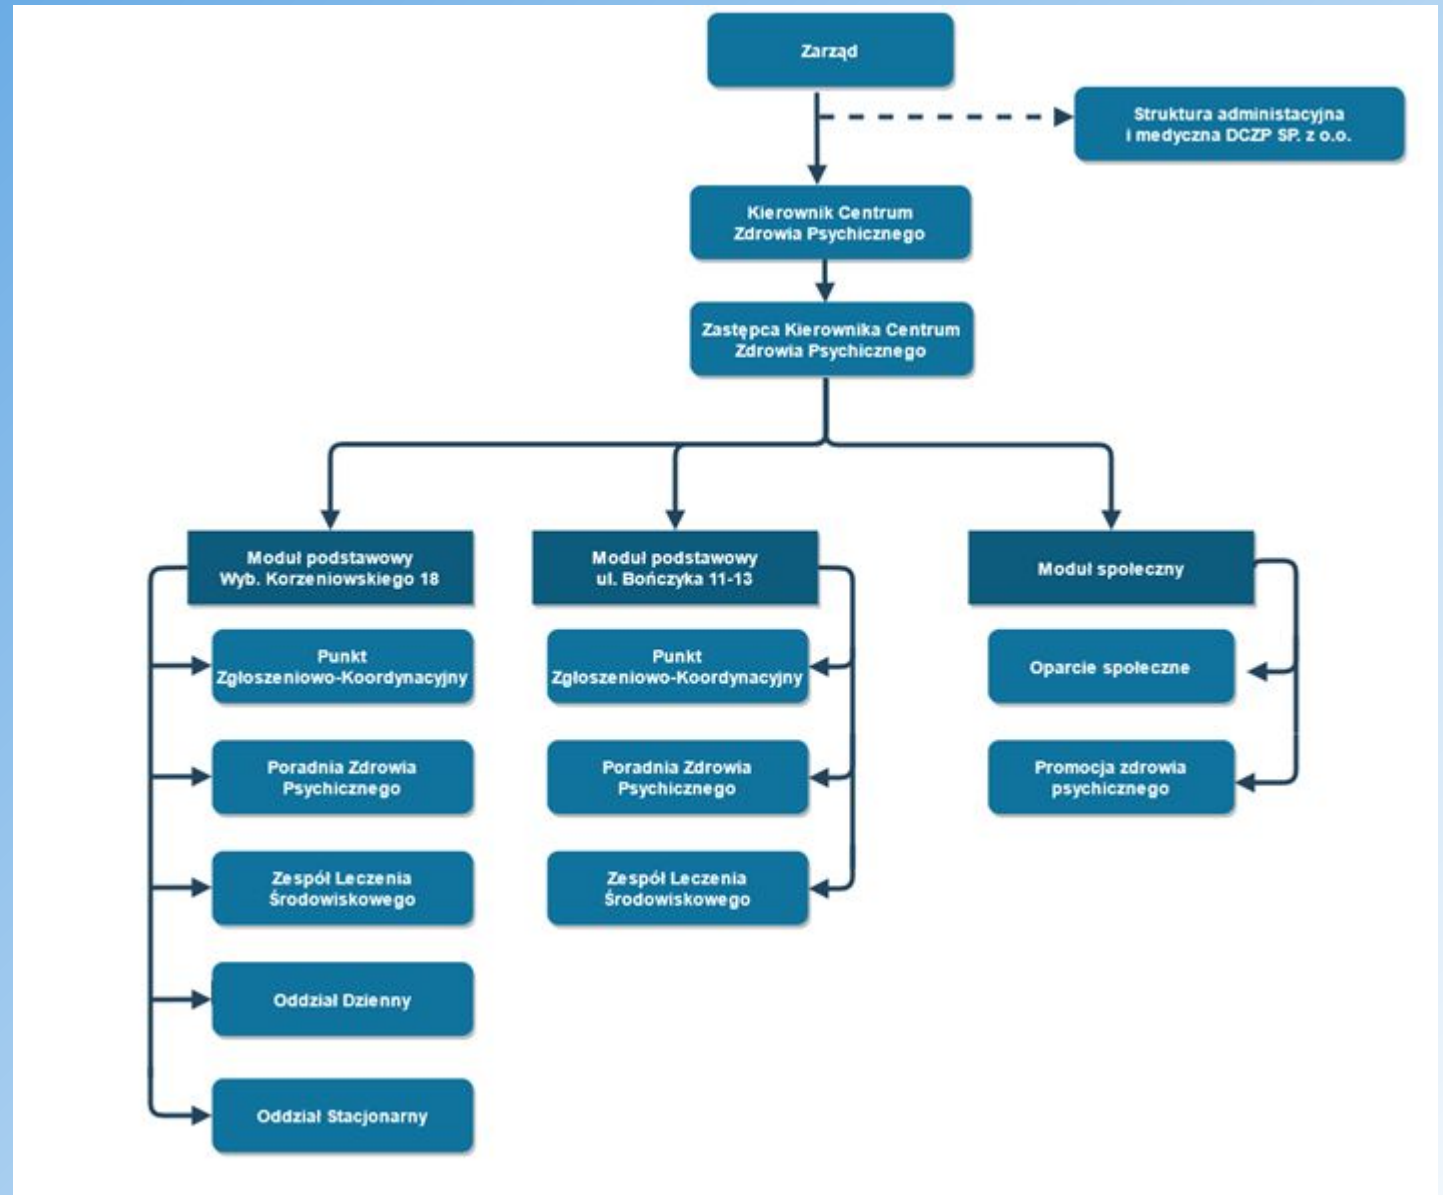 Zarząd
Struktura administacyjna
i medyczna DCZP SP. z o.o.
Kierownik Centrum
Zdrowia Psychicznego
Zastępca Kierownika Centrum
Zdrowia Psychicznego
Moduł podstawowy
Wyb. Korzeniowskiego 18
Punkt
Zgłoszeniowo-Koordynacyjny
Poradnia Zdrowia
Psychicznego
Zespół Leczenia
Środowiskowego
Oddział Dzienny
Oddział Stacjonarny
Moduł podstawowy
ul. Bończyka 11-13
Punkt
Zgłoszeniowo-Koordynacyjny
Poradnia Zdrowia
Psychicznego
Zespół Leczenia
Środowiskowego
Moduł społeczny
Oparcie społeczne
Promocja zdrowia
psychicznego